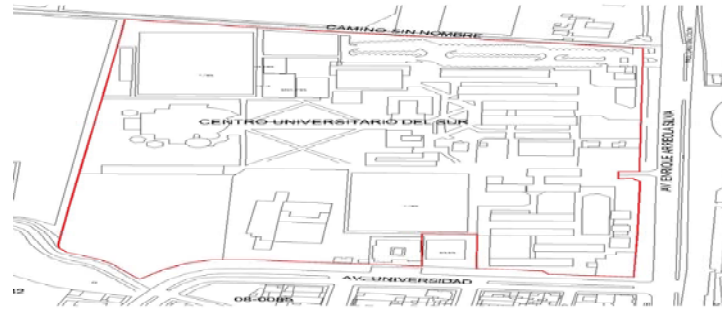 CAMINO SIN NOMBRE
CENTRO UNIVERSITARIO DEL SUR
AV. ENRIQUE ARREOLA SILVA
AV. UNIVERSIDAD
08-0085